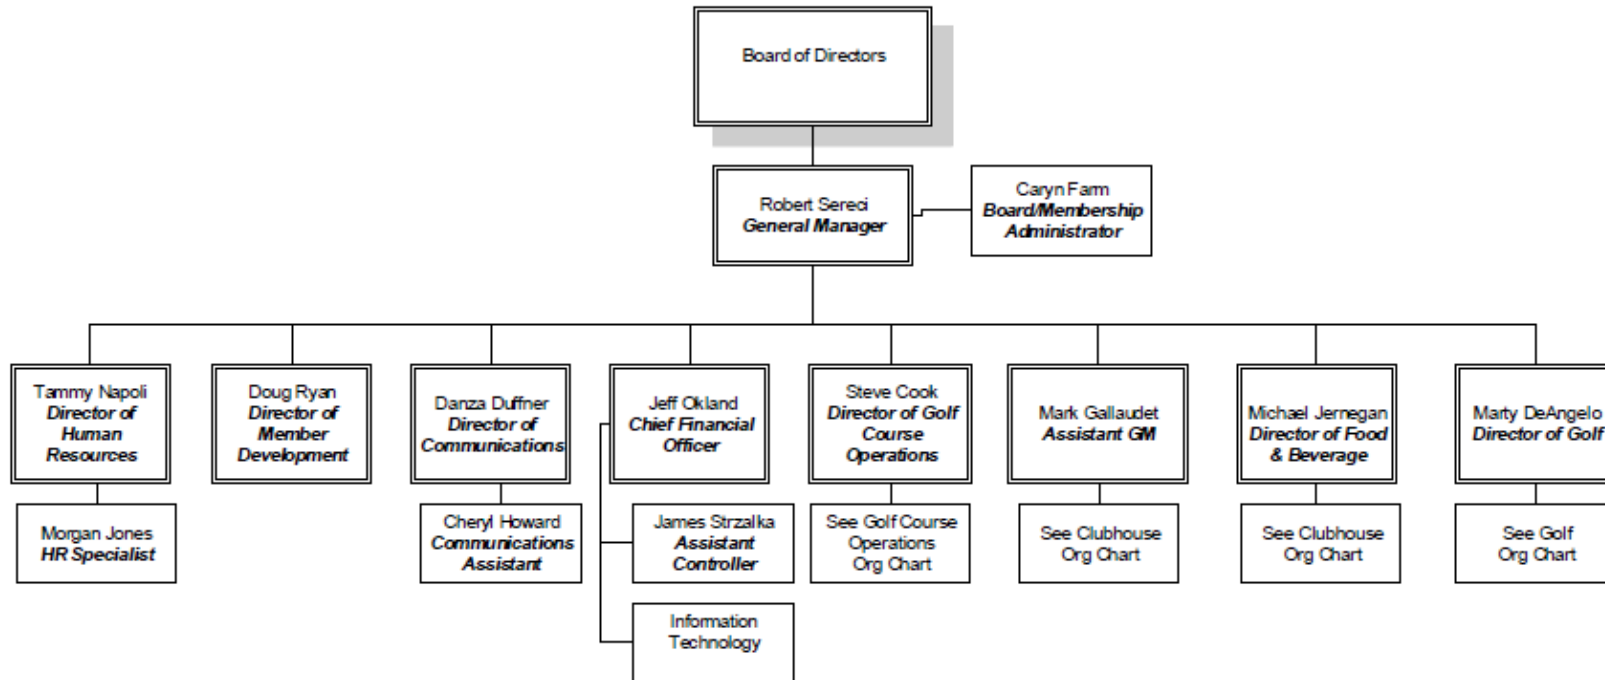 Board of Directors
Robert Sereci
General Manager
Caryn Farm
Board/Membership
Administrator
Tammy Napoli
Director of
Human
Resources
Doug Ryan
Director of
Member
Development
Danza Duffner
Director of
Communications
Jeff Okland
Chief Financial
Officer
Steve Cook
Director of Golf
Course
Operations
Mark Gallaudet
Assistant GM
Michael Jernegan
Director of Food
& Beverage
Marty DeAngelo
Director of Golf
Morgan Jones
HR Specialist
Cheryl Howard
Communications
Assistant
James Strzalka
Assistant
Controller
See Golf Course
Operations
Org Chart
See Clubhouse
Org Chart
See Clubhouse
Org Chart
See Golf
Org Chart
Information
Technology